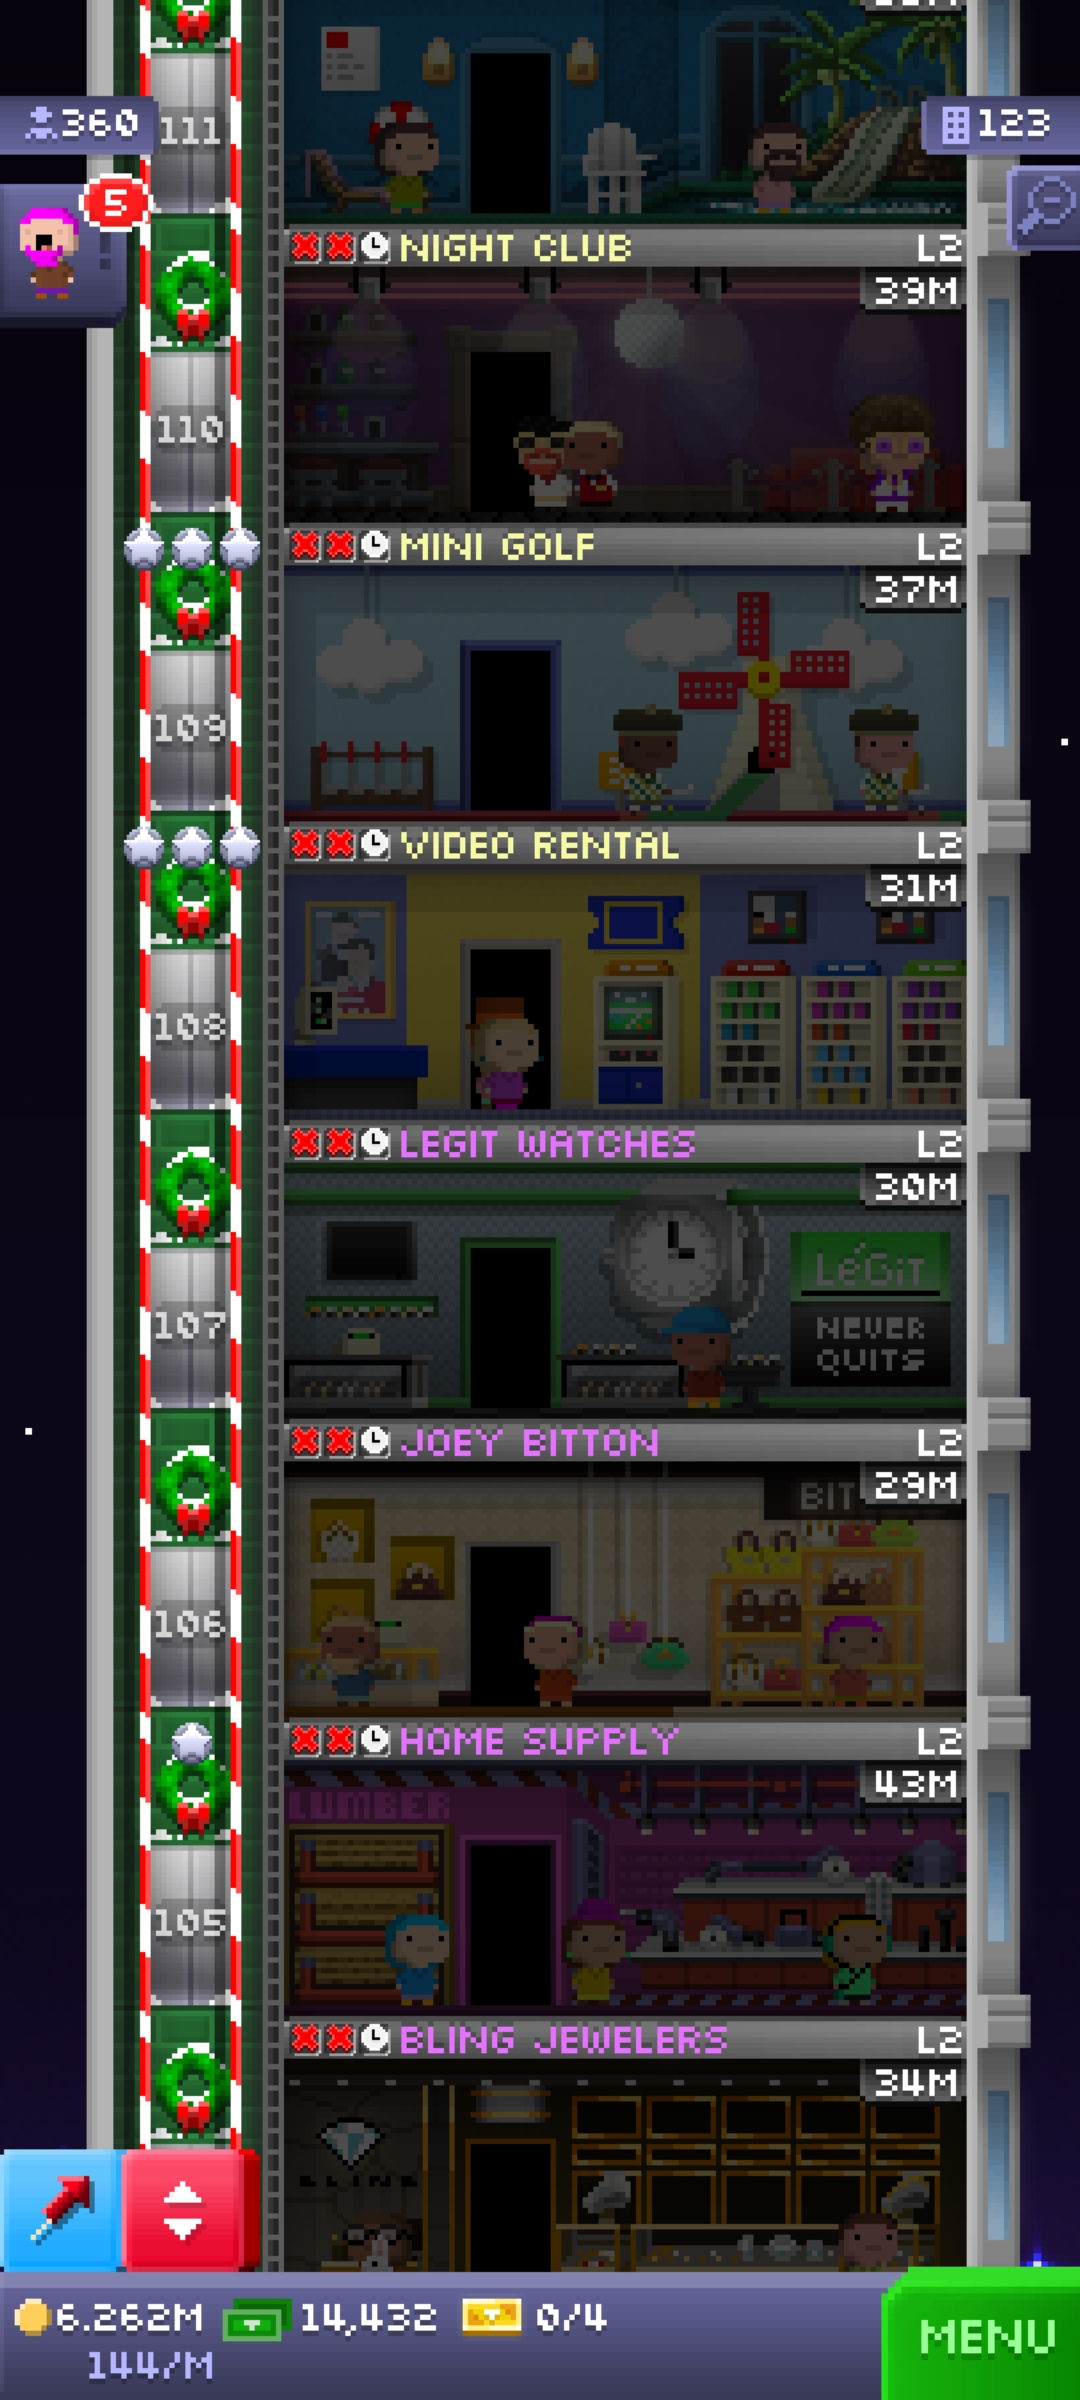 111
360
123
5
NIGHT CLUB L2
39M
110
MINI GOLF L2
37M
109
VIDEO RENTAL L2
31M
108
LEGIT WATCHES L2
30M
LéGiT
NEVER
QUITS
107
JOEY BITTON L2
29M
BIT
106
HOME SUPPLY L2
43M
LUMBER
105
BLING JEWELERS L2
34M
BLING
6.262M 14,432 0/4
144/M
MENU